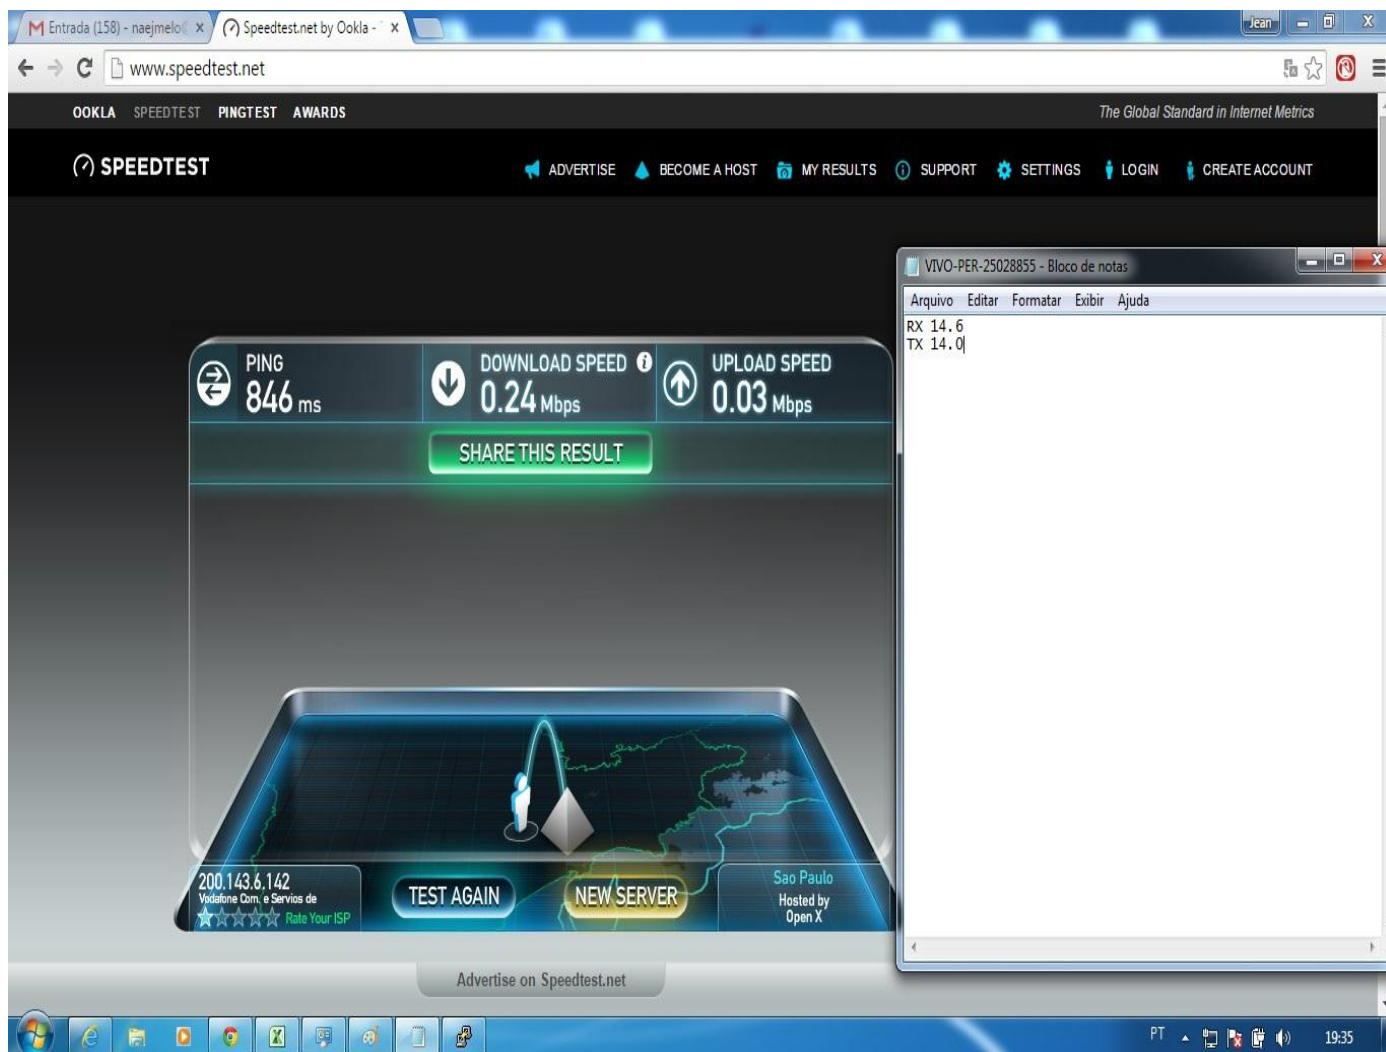 Entrada (158) - naejmelo@
Speedtest.net by Ookla -
Jean
www.speedtest.net
OOKLA SPEEDTEST PINGTEST AWARDS
The Global Standard in Internet Metrics
SPEEDTEST
ADVERTISE BECOME A HOST MY RESULTS SUPPORT SETTINGS LOGIN CREATE ACCOUNT
VIVO-PER-25028855 - Bloco de notas
Arquivo Editar Formatar Exibir Ajuda
RX 14.6
TX 14.0
PING
846 ms
DOWNLOAD SPEED
0.24 Mbps
UPLOAD SPEED
0.03 Mbps
SHARE THIS RESULT
200.143.6.142
Vodafone Com. e Servios de
Rate Your ISP
TEST AGAIN
NEW SERVER
Sao Paulo
Hosted by
Open X
Advertise on Speedtest.net
PT
19:35